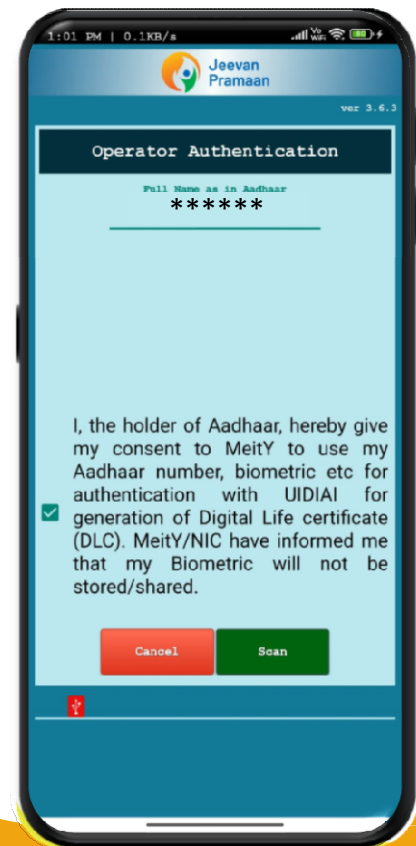 1:01 PM | 0.1KB/s
Vo
WiFi
Jeevan
Pramaan
ver 3.6.3
Operator Authentication
Full Name as in Aadhaar
******
I, the holder of Aadhaar, hereby give
my consent to MeitY to use my
Aadhaar number, biometric etc for
authentication with UIDIAI for
generation of Digital Life certificate
(DLC). MeitY/NIC have informed me
that my Biometric will not be
stored/shared.
Cancel Scan